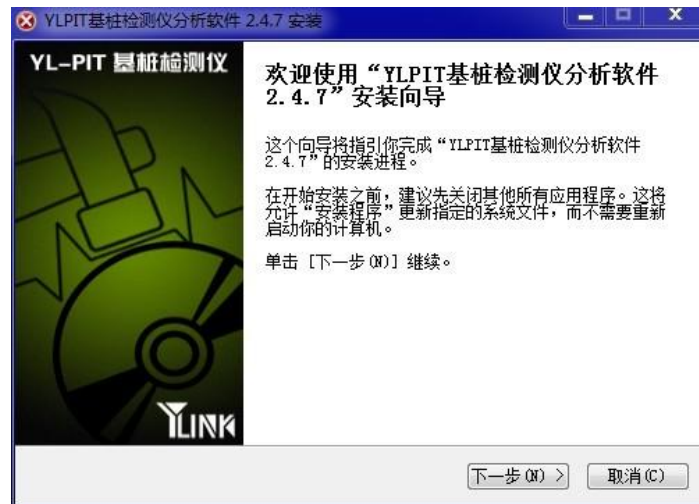 YLPIT基桩检测仪分析软件 2.4.7 安装
YL-PIT 基桩检测仪
欢迎使用“YLPIT基桩检测仪分析软件
2.4.7”安装向导
这个向导将指引你完成“YLPIT基桩检测仪分析软件
2.4.7”的安装进程。
在开始安装之前，建议先关闭其他所有应用程序。这将
允许“安装程序”更新指定的系统文件，而不需要重新
启动你的计算机。
单击 [下一步(N)] 继续。
YLINK
下一步(N) >
取消(C)